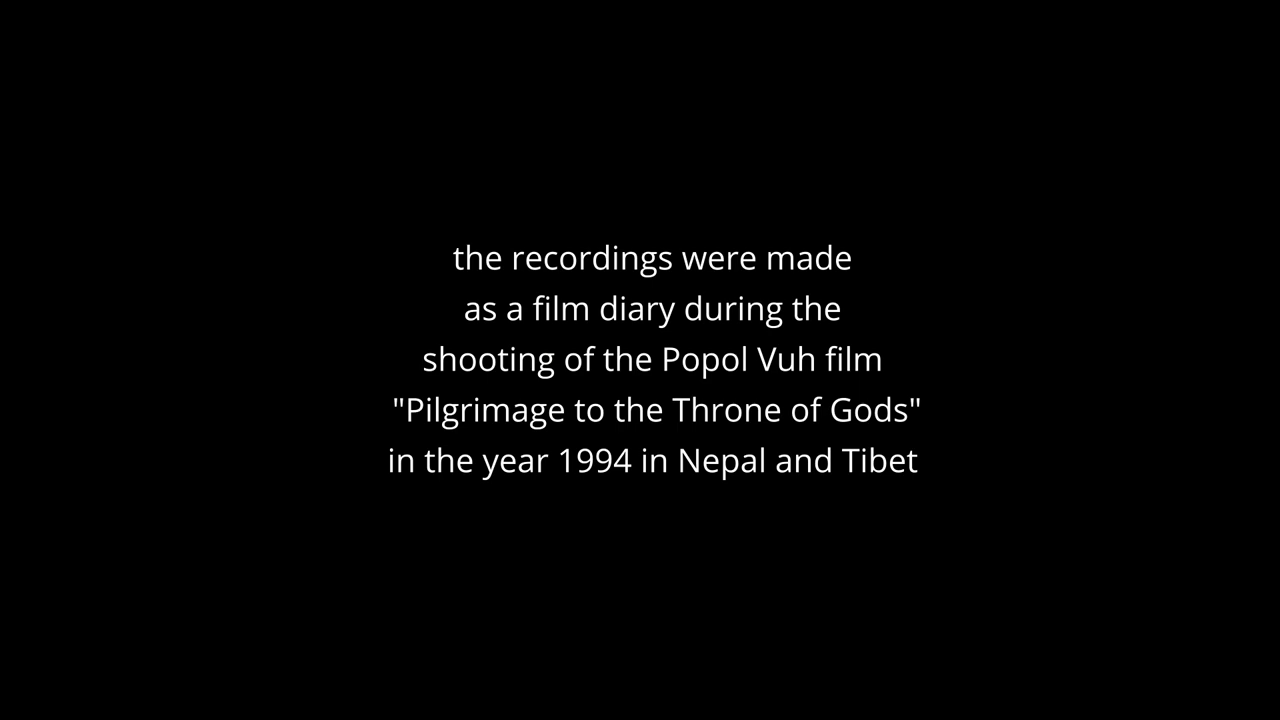 the recordings were made
as a film diary during the
shooting of the Popol Vuh film
"Pilgrimage to the Throne of Gods"
in the year 1994 in Nepal and Tibet